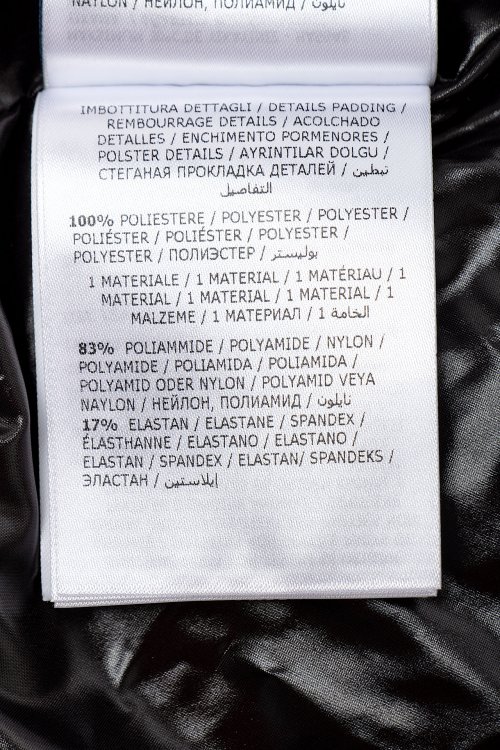 NAYLON / НЕЙЛОН, ПОЛИАМИД / نايلون
IMBOTTITURA DETTAGLI / DETAILS PADDING /
REMBOURRAGE DETAILS / ACOLCHADO
DETALLES / ENCHIMENTO PORMENORES /
POLSTER DETAILS / AYRINTILAR DOLGU /
СТЕГАНАЯ ПРОКЛАДКА ДЕТАЛЕЙ / تبطين
التفاصيل
100% POLIESTERE / POLYESTER / POLYESTER /
POLIÉSTER / POLIÉSTER / POLYESTER /
POLYESTER / ПОЛИЭСТЕР / بوليستر
1 MATERIALE / 1 MATERIAL / 1 MATÉRIAU / 1
MATERIAL / 1 MATERIAL / 1 MATERIAL / 1
MALZEME / 1 МАТЕРИАЛ / 1 الخامة
83% POLIAMMIDE / POLYAMIDE / NYLON /
POLYAMIDE / POLIAMIDA / POLIAMIDA /
POLYAMID ODER NYLON / POLYAMID VEYA
NAYLON / НЕЙЛОН, ПОЛИАМИД / نايلون
17% ELASTAN / ELASTANE / SPANDEX /
ÉLASTHANNE / ELASTANO / ELASTANO /
ELASTAN / SPANDEX / ELASTAN/ SPANDEKS /
ЭЛАСТАН / إيلاستين